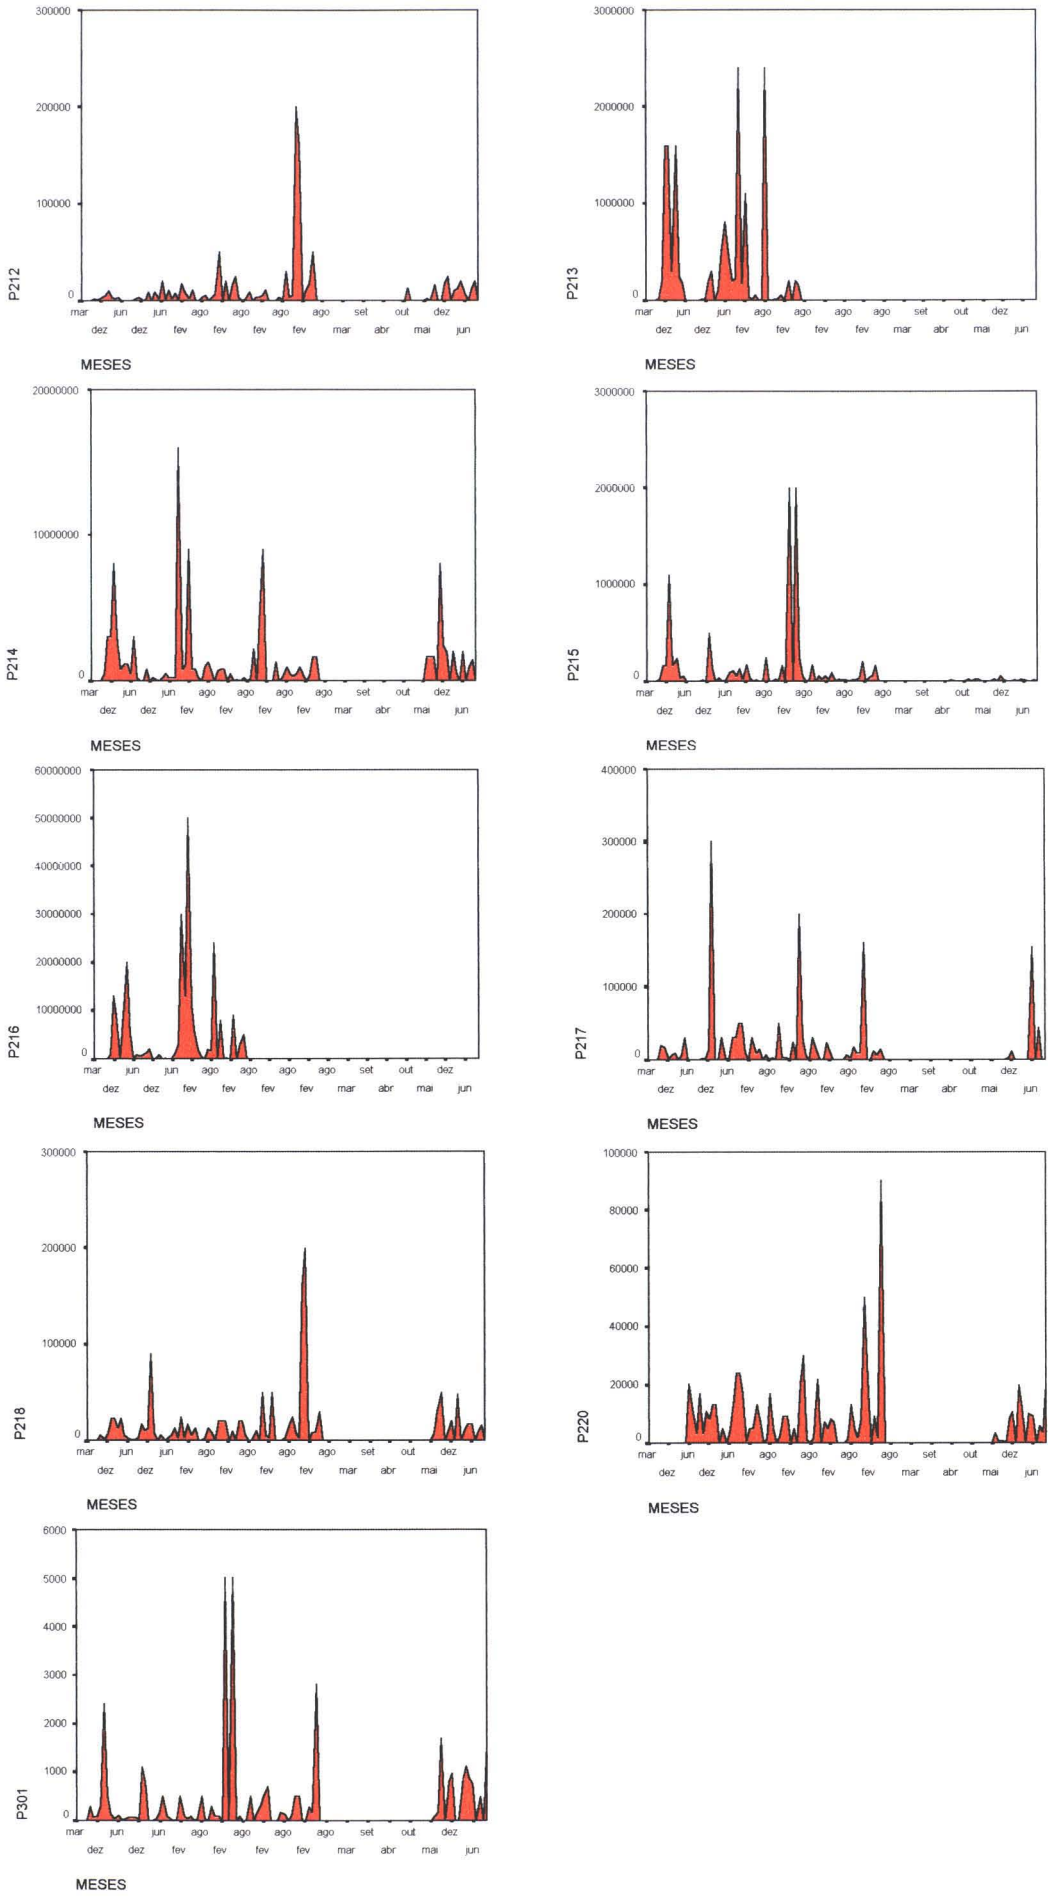 300000
200000
100000
0
P212
mar jun jun ago ago ago ago mar set out dez
dez dez fev fev fev fev mar abr mai jun
MESES
3000000
2000000
1000000
0
P213
mar jun jun ago ago ago ago mar set out dez
dez dez fev fev fev fev mar abr mai jun
MESES
20000000
10000000
0
P214
mar jun jun ago ago ago ago set out dez
dez dez fev fev fev fev mar abr mai jun
MESES
3000000
2000000
1000000
0
P215
mar jun jun ago ago ago ago set out dez
dez dez fev fev fev fev mar abr mai jun
MESES
60000000
50000000
40000000
30000000
20000000
10000000
0
P216
mar jun jun ago ago ago ago set out dez
dez dez fev fev fev fev mar abr mai jun
MESES
400000
300000
200000
100000
0
P217
mar jun jun ago ago ago ago set out dez
dez dez fev fev fev fev mar abr mai jun
MESES
300000
200000
100000
0
P218
mar jun jun ago ago ago ago set out dez
dez dez fev fev fev fev mar abr mai jun
MESES
100000
80000
60000
40000
20000
0
P220
mar jun jun ago ago ago ago set out dez
dez dez fev fev fev fev mar abr mai jun
MESES
6000
5000
4000
3000
2000
1000
0
P301
mar jun jun ago ago ago ago set out dez
dez dez fev fev fev fev mar abr mai jun
MESES